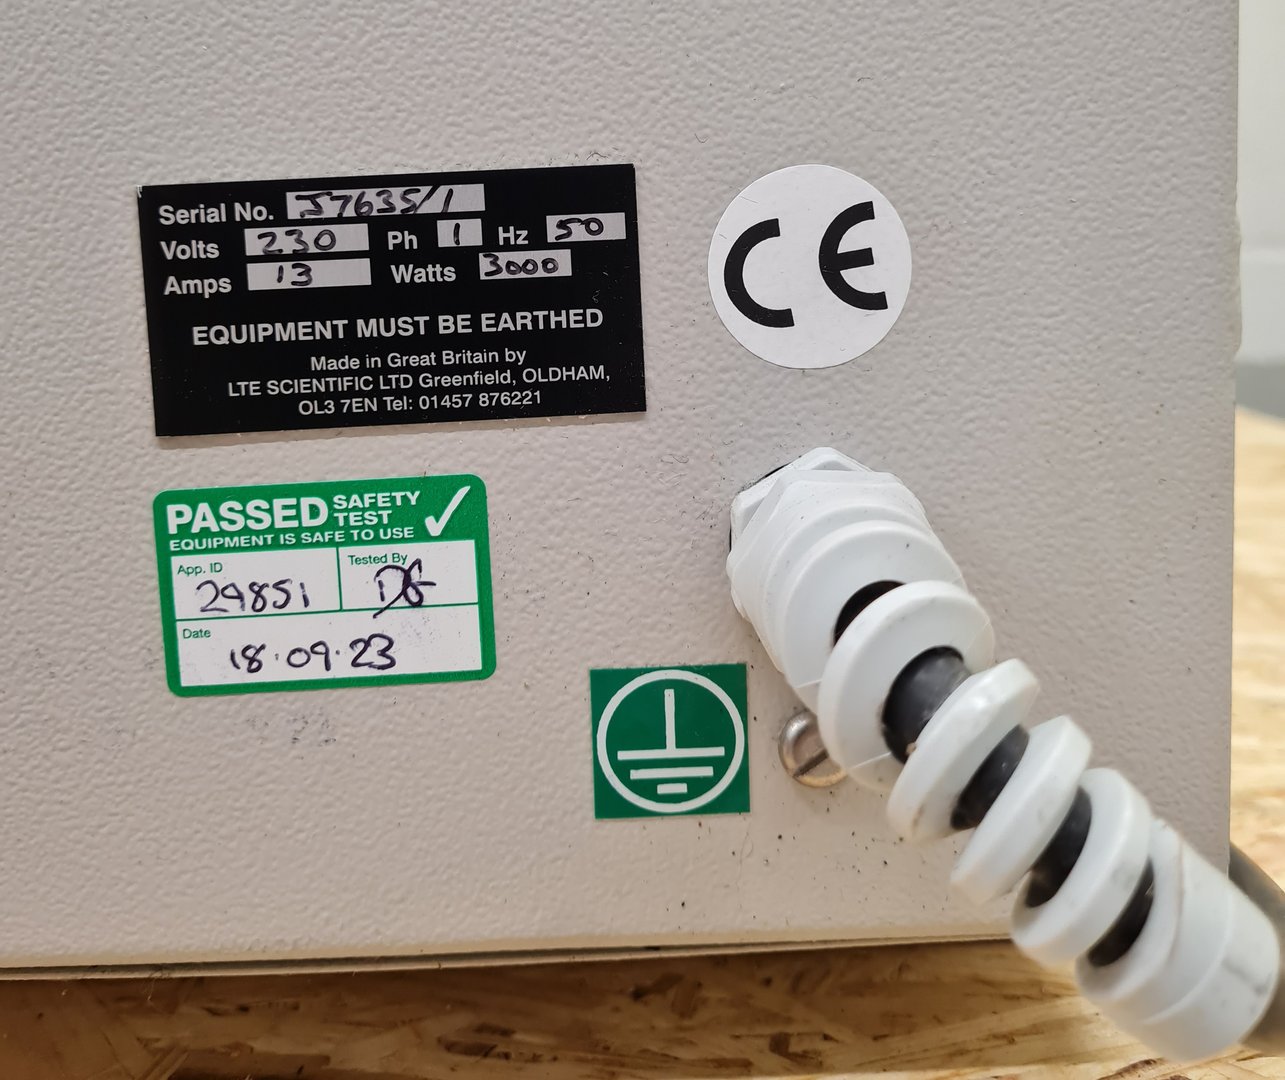 Serial No. J7635/1
Volts 230 Ph 1 Hz 50
Amps 13 Watts 3000
EQUIPMENT MUST BE EARTHED
Made in Great Britain by
LTE SCIENTIFIC LTD Greenfield, OLDHAM,
OL3 7EN Tel: 01457 876221
CE
PASSED SAFETY TEST
EQUIPMENT IS SAFE TO USE
App. ID Tested By
29851 DG
Date
18.09.23